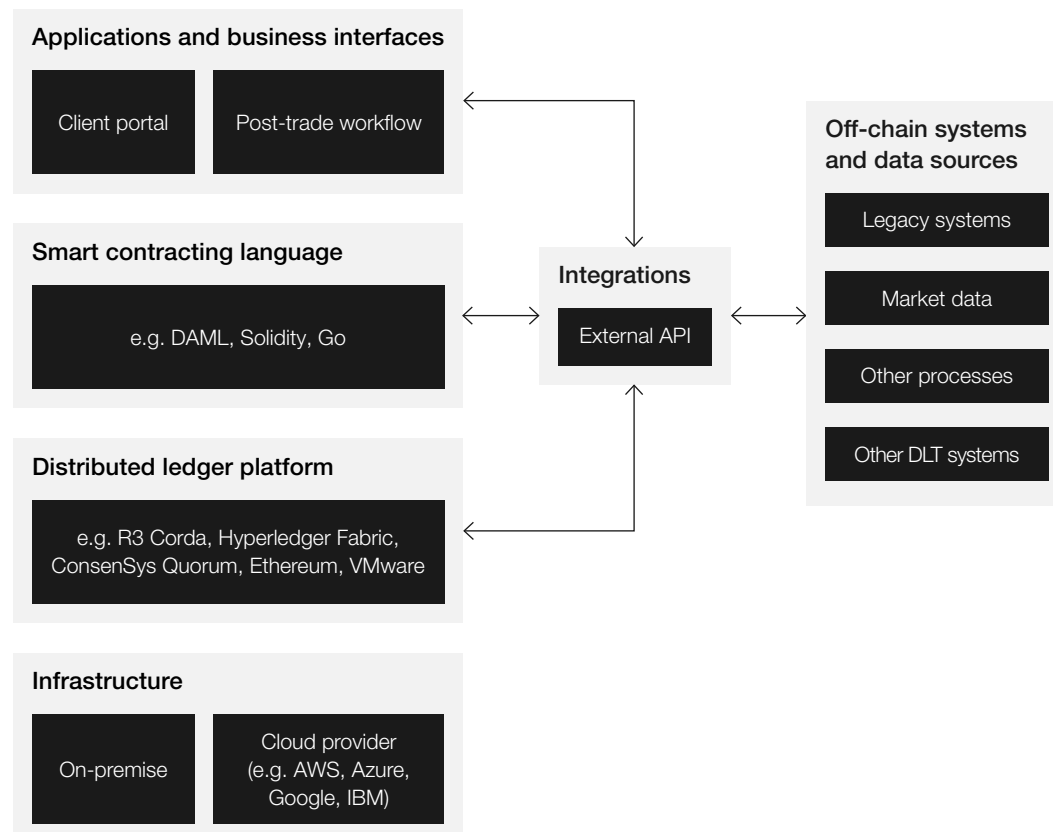 Applications and business interfaces
Client portal
Post-trade workflow
Smart contracting language
e.g. DAML, Solidity, Go
Distributed ledger platform
e.g. R3 Corda, Hyperledger Fabric,
ConsenSys Quorum, Ethereum, VMware
Infrastructure
On-premise
Cloud provider
(e.g. AWS, Azure,
Google, IBM)
Integrations
External API
Off-chain systems
and data sources
Legacy systems
Market data
Other processes
Other DLT systems